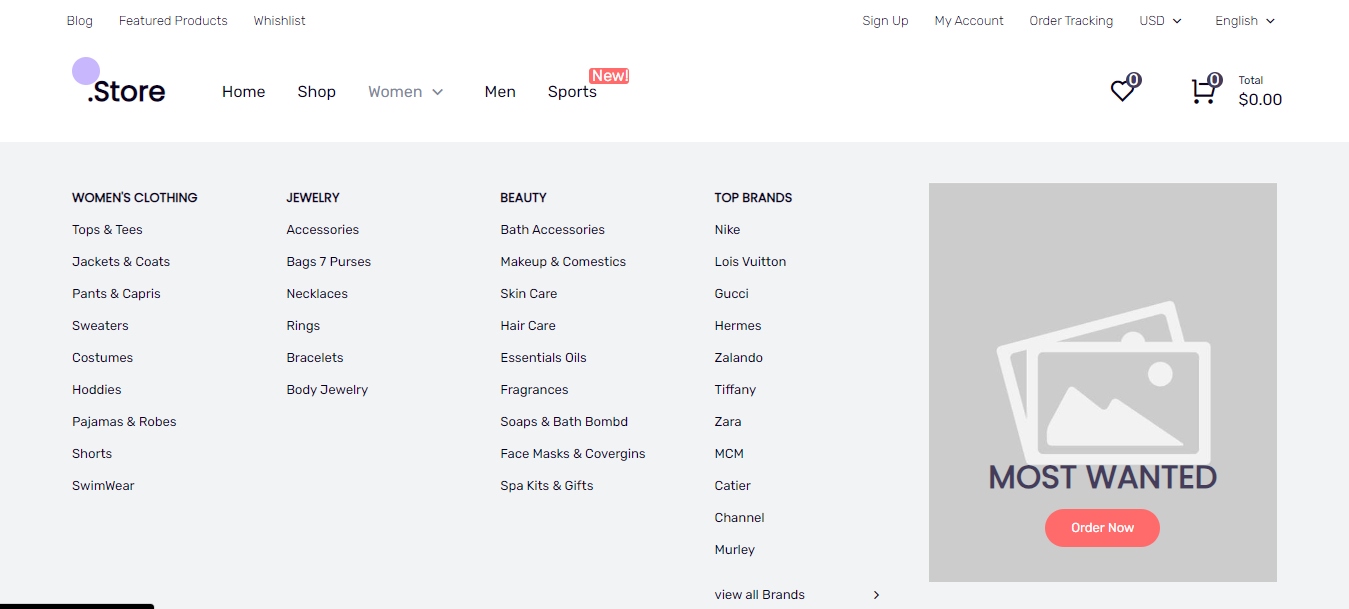 Blog Featured Products Whishlist Sign Up My Account Order Tracking USD English
.Store Home Shop Women Men Sports New! 0 0 Total $0.00
WOMEN'S CLOTHING
Tops & Tees
Jackets & Coats
Pants & Capris
Sweaters
Costumes
Hoddies
Pajamas & Robes
Shorts
SwimWear
JEWELRY
Accessories
Bags 7 Purses
Necklaces
Rings
Bracelets
Body Jewelry
BEAUTY
Bath Accessories
Makeup & Comestics
Skin Care
Hair Care
Essentials Oils
Fragrances
Soaps & Bath Bombd
Face Masks & Covergins
Spa Kits & Gifts
TOP BRANDS
Nike
Lois Vuitton
Gucci
Hermes
Zalando
Tiffany
Zara
MCM
Catier
Channel
Murley
view all Brands
MOST WANTED
Order Now